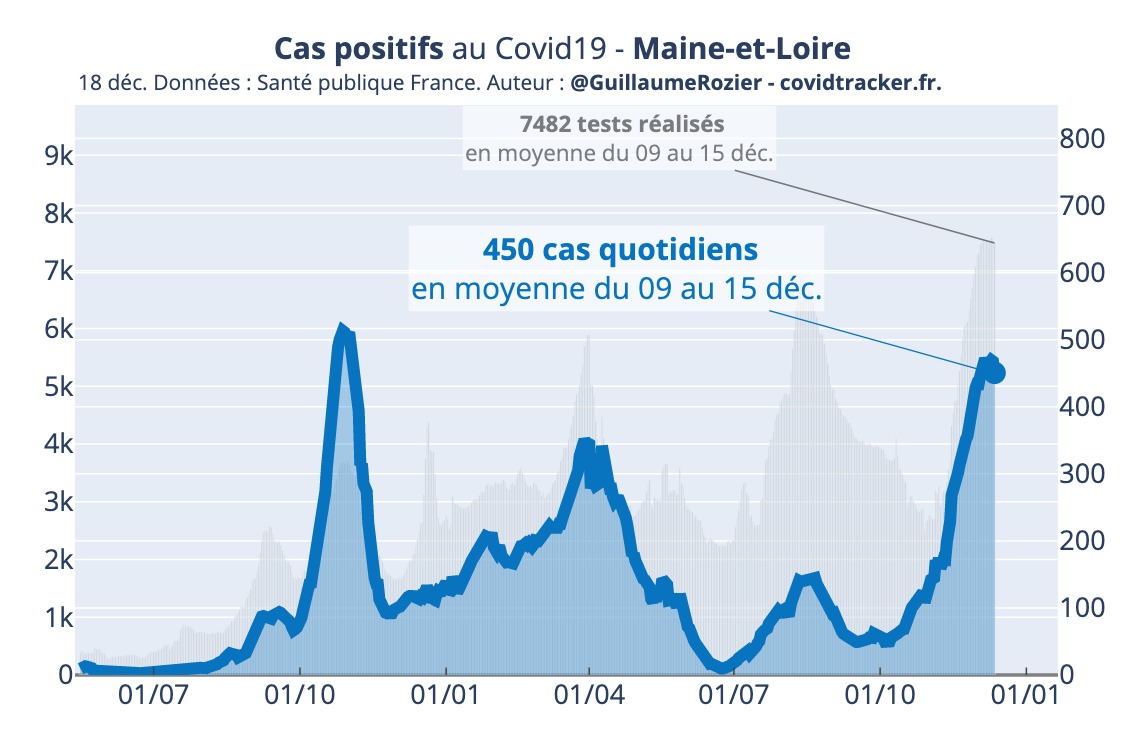 Cas positifs au Covid19 - Maine-et-Loire
18 déc. Données : Santé publique France. Auteur : @GuillaumeRozier - covidtracker.fr.
7482 tests réalisés
en moyenne du 09 au 15 déc.
450 cas quotidiens
en moyenne du 09 au 15 déc.
9k
8k
7k
6k
5k
4k
3k
2k
1k
0
800
700
600
500
400
300
200
100
0
01/07
01/10
01/01
01/04
01/07
01/10
01/01